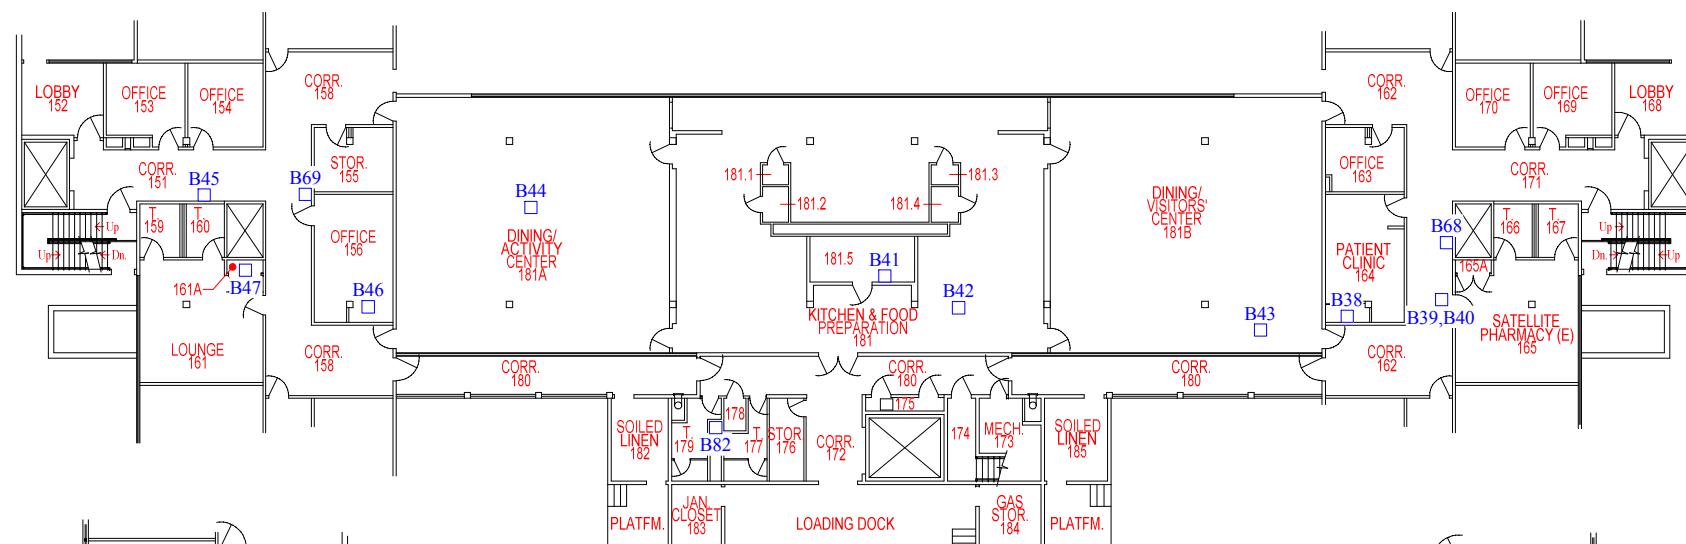 LOBBY
152
OFFICE
153
OFFICE
154
CORR.
158
CORR.
151
STOR.
155
B45
B69
B44
T.
159
T.
160
OFFICE
156
Up
Up
Dn.
161A
B47
B46
LOUNGE
161
CORR.
158
DINING/
ACTIVITY
CENTER
181A
181.1
181.2
181.3
181.4
181.5
B41
B42
KITCHEN & FOOD
PREPARATION
181
DINING/
VISITORS'
CENTER
181B
B43
CORR.
162
OFFICE
163
PATIENT
CLINIC
164
B38
B39,B40
B68
CORR.
162
OFFICE
170
OFFICE
169
LOBBY
168
CORR.
171
T.
166
T.
167
165A
Up
Dn.
Up
SATELLITE
PHARMACY (E)
165
CORR.
180
CORR.
180
CORR.
180
SOILED
LINEN
182
T.
179
178
T.
177
B82
STOR.
176
CORR.
172
175
174
MECH.
173
SOILED
LINEN
185
PLATFM.
JAN.
CLOSET
183
LOADING DOCK
GAS
STOR.
184
PLATFM.